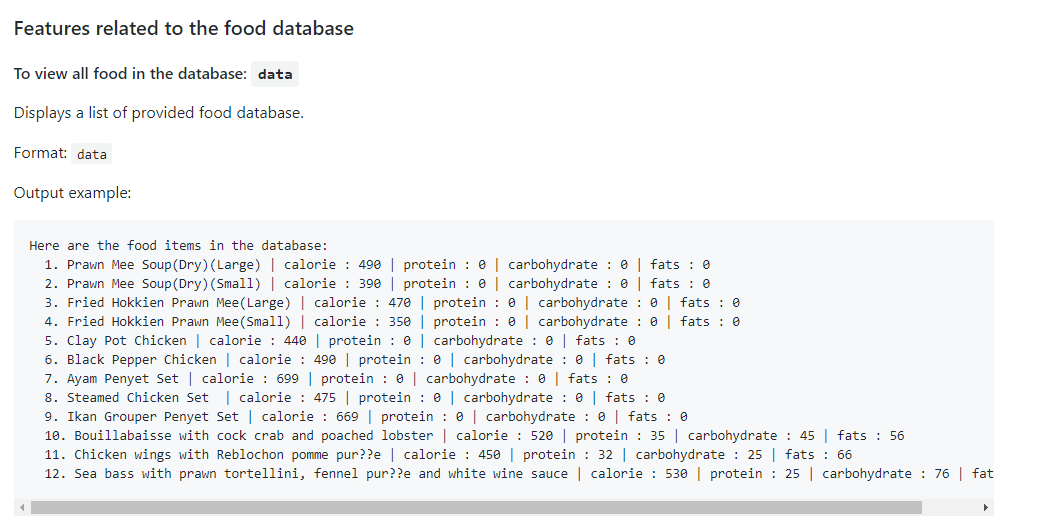 Features related to the food database
To view all food in the database: data
Displays a list of provided food database.
Format: data
Output example:
Here are the food items in the database:
1. Prawn Mee Soup(Dry)(Large) | calorie : 490 | protein : 0 | carbohydrate : 0 | fats : 0
2. Prawn Mee Soup(Dry)(Small) | calorie : 390 | protein : 0 | carbohydrate : 0 | fats : 0
3. Fried Hokkien Prawn Mee(Large) | calorie : 470 | protein : 0 | carbohydrate : 0 | fats : 0
4. Fried Hokkien Prawn Mee(Small) | calorie : 350 | protein : 0 | carbohydrate : 0 | fats : 0
5. Clay Pot Chicken | calorie : 440 | protein : 0 | carbohydrate : 0 | fats : 0
6. Black Pepper Chicken | calorie : 490 | protein : 0 | carbohydrate : 0 | fats : 0
7. Ayam Penyet Set | calorie : 699 | protein : 0 | carbohydrate : 0 | fats : 0
8. Steamed Chicken Set  | calorie : 475 | protein : 0 | carbohydrate : 0 | fats : 0
9. Ikan Grouper Penyet Set | calorie : 669 | protein : 0 | carbohydrate : 0 | fats : 0
10. Bouillabaisse with cock crab and poached lobster | calorie : 520 | protein : 35 | carbohydrate : 45 | fats : 56
11. Chicken wings with Reblochon pomme pur??e | calorie : 450 | protein : 32 | carbohydrate : 25 | fats : 66
12. Sea bass with prawn tortellini, fennel pur??e and white wine sauce | calorie : 530 | protein : 25 | carbohydrate : 76 | fat